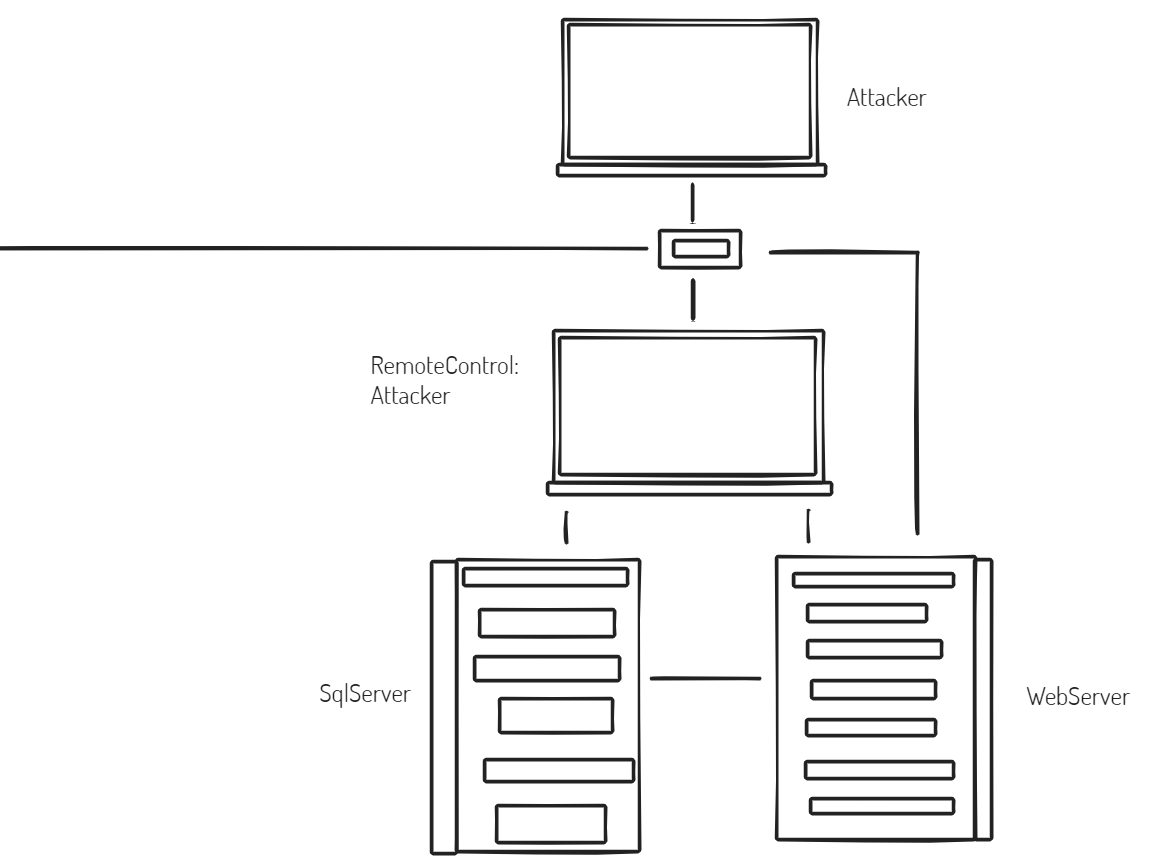 Attacker
RemoteControl:
Attacker
SqlServer
WebServer